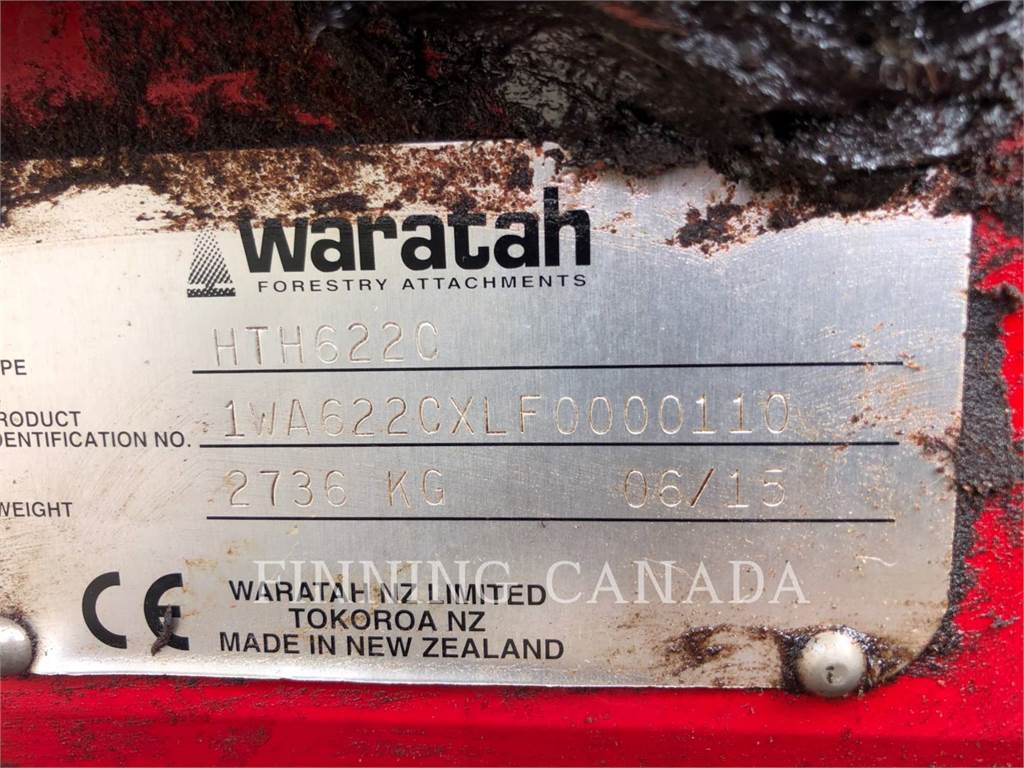 waratah
FORESTRY ATTACHMENTS
PE HTH622C
RODUCT
DENTIFICATION NO. 1WA622CXLF0000110
WEIGHT 2736 KG 06/15
CE WARATAH NZ LIMITED
TOKOROA NZ
MADE IN NEW ZEALAND
FINNING CANADA